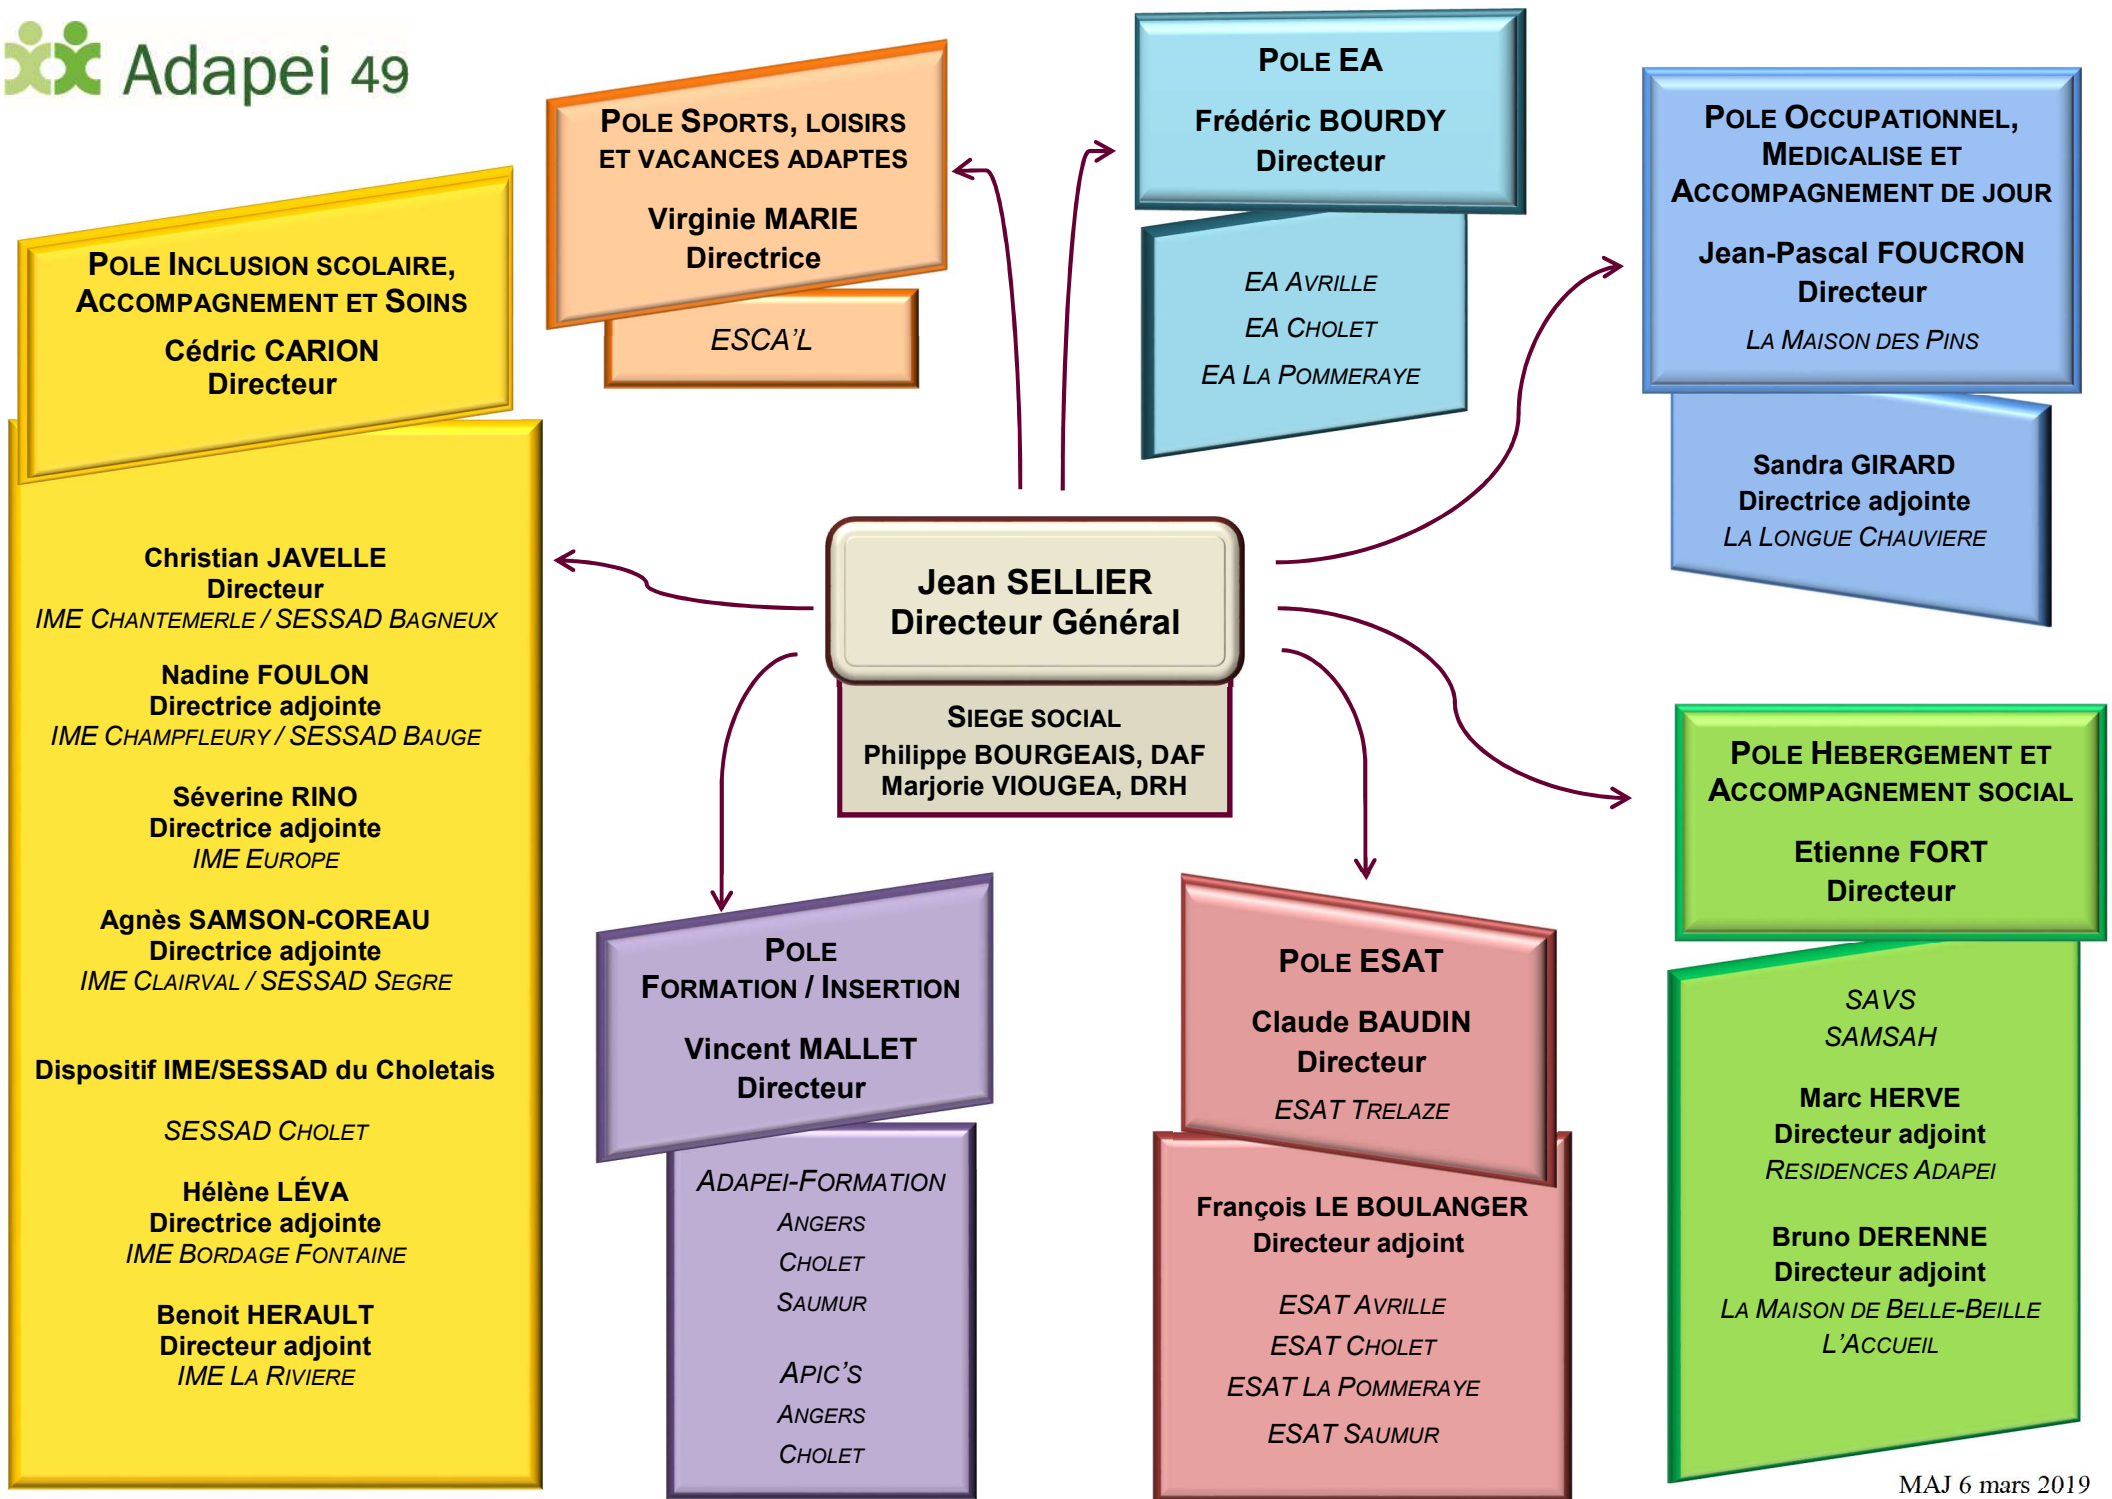 Adapei 49
POLE INCLUSION SCOLAIRE,
ACCOMPAGNEMENT ET SOINS
Cédric CARION
Directeur
Christian JAVELLE
Directeur
IME CHANTEMERLE / SESSAD BAGNEUX
Nadine FOULON
Directrice adjointe
IME CHAMPFLEURY / SESSAD BAUGE
Séverine RINO
Directrice adjointe
IME EUROPE
Agnès SAMSON-COREAU
Directrice adjointe
IME CLAIRVAL / SESSAD SEGRE
Dispositif IME/SESSAD du Choletais
SESSAD CHOLET
Hélène LÉVA
Directrice adjointe
IME BORDAGE FONTAINE
Benoit HERAULT
Directeur adjoint
IME LA RIVIERE
POLE SPORTS, LOISIRS
ET VACANCES ADAPTES
Virginie MARIE
Directrice
ESCA'L
POLE EA
Frédéric BOURDY
Directeur
EA AVRILLE
EA CHOLET
EA LA POMMERAYE
POLE OCCUPATIONNEL,
MEDICALISE ET
ACCOMPAGNEMENT DE JOUR
Jean-Pascal FOUCRON
Directeur
LA MAISON DES PINS
Sandra GIRARD
Directrice adjointe
LA LONGUE CHAUVIERE
Jean SELLIER
Directeur Général
SIEGE SOCIAL
Philippe BOURGEAIS, DAF
Marjorie VIOUGEA, DRH
POLE
FORMATION / INSERTION
Vincent MALLET
Directeur
ADAPEI-FORMATION
ANGERS
CHOLET
SAUMUR
APIC'S
ANGERS
CHOLET
POLE ESAT
Claude BAUDIN
Directeur
ESAT TRELAZE
François LE BOULANGER
Directeur adjoint
ESAT AVRILLE
ESAT CHOLET
ESAT LA POMMERAYE
ESAT SAUMUR
POLE HEBERGEMENT ET
ACCOMPAGNEMENT SOCIAL
Etienne FORT
Directeur
SAVS
SAMSAH
Marc HERVE
Directeur adjoint
RESIDENCES ADAPEI
Bruno DERENNE
Directeur adjoint
LA MAISON DE BELLE-BEILLE
L'ACCUEIL
MAJ 6 mars 2019